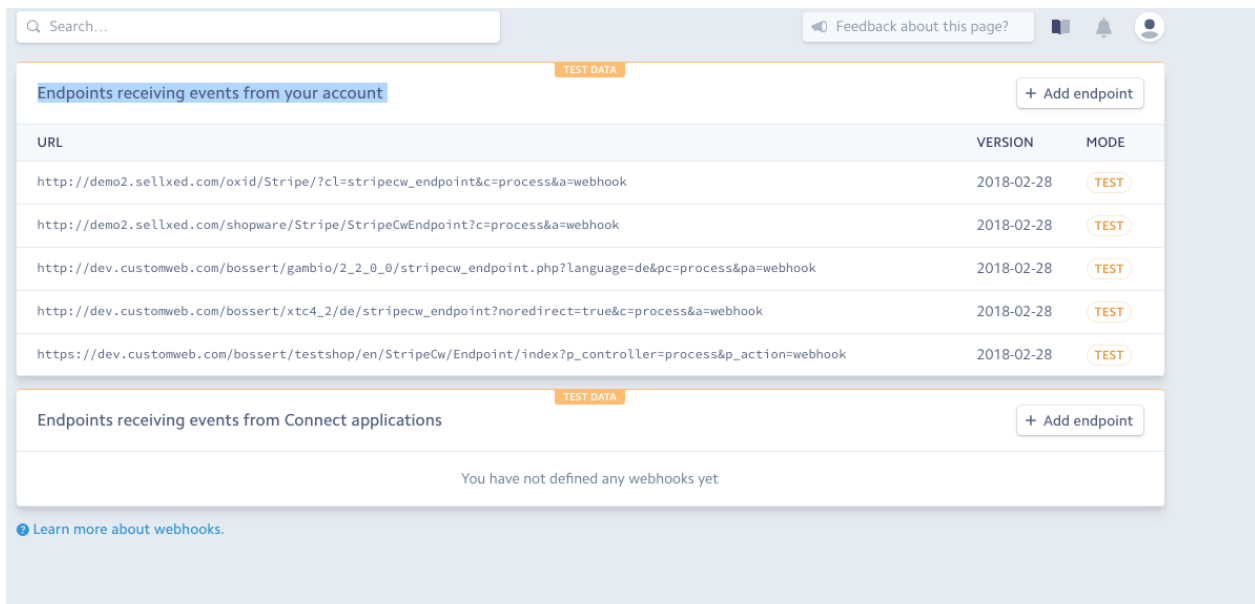 Search...
Feedback about this page?
TEST DATA
Endpoints receiving events from your account
+ Add endpoint
URL VERSION MODE
http://demo2.sellxed.com/oxid/Stripe/?cl=stripecw_endpoint&c=process&a=webhook 2018-02-28 TEST
http://demo2.sellxed.com/shopware/Stripe/StripeCwEndpoint?c=process&a=webhook 2018-02-28 TEST
http://dev.customweb.com/bossert/gambio/2_2_0_0/stripecw_endpoint.php?language=de&pc=process&pa=webhook 2018-02-28 TEST
http://dev.customweb.com/bossert/xtc4_2/de/stripecw_endpoint?noredirect=true&c=process&a=webhook 2018-02-28 TEST
https://dev.customweb.com/bossert/testshop/en/StripeCw/Endpoint/index?p_controller=process&p_action=webhook 2018-02-28 TEST
TEST DATA
Endpoints receiving events from Connect applications
+ Add endpoint
You have not defined any webhooks yet
? Learn more about webhooks.